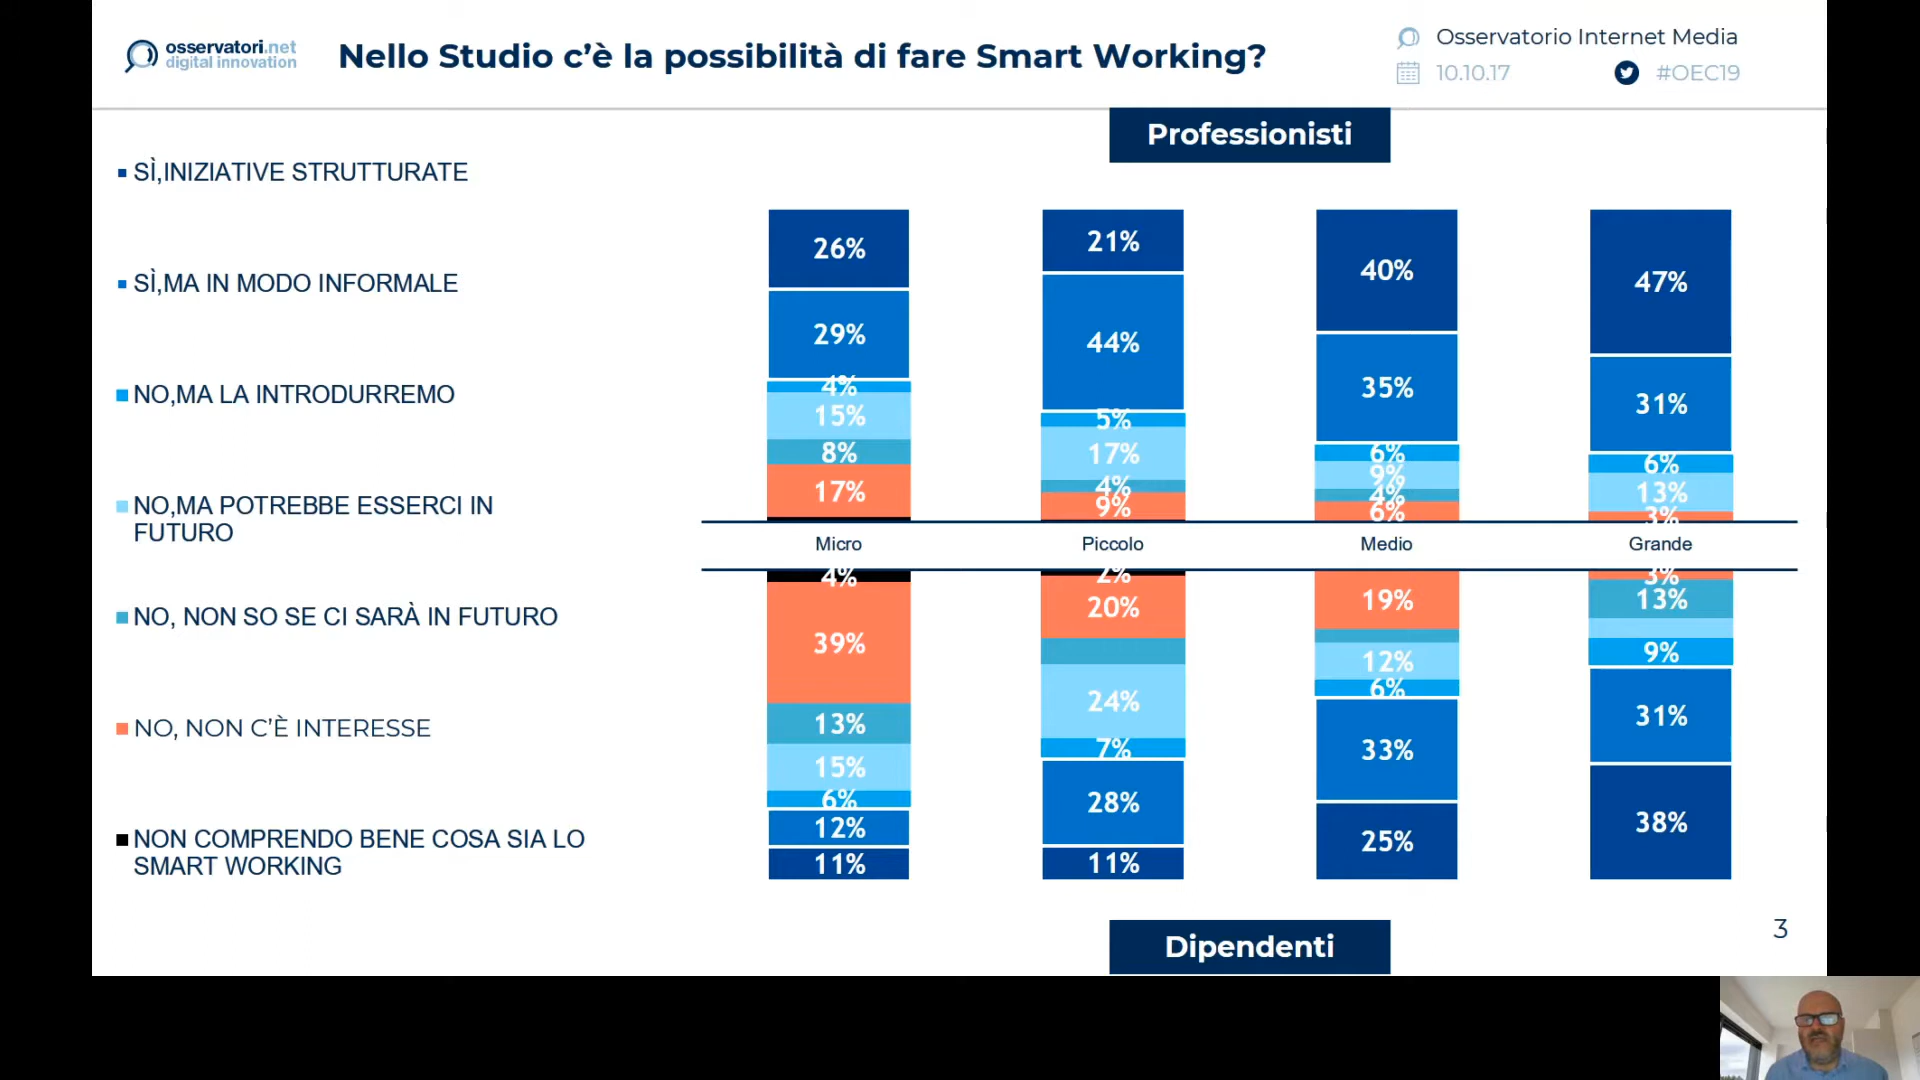 osservatori.net
digital innovation
Nello Studio c’è la possibilità di fare Smart Working?
Osservatorio Internet Media
10.10.17
#OEC19
Professionisti
SÌ,INIZIATIVE STRUTTURATE
SÌ,MA IN MODO INFORMALE
NO,MA LA INTRODURREMO
NO,MA POTREBBE ESSERCI IN
FUTURO
NO, NON SO SE CI SARÀ IN FUTURO
NO, NON C’È INTERESSE
NON COMPRENDO BENE COSA SIA LO
SMART WORKING
26%
29%
4%
15%
8%
17%
21%
44%
5%
17%
4%
9%
40%
35%
6%
9%
4%
6%
47%
31%
6%
13%
3%
Micro
Piccolo
Medio
Grande
4%
39%
13%
15%
6%
12%
11%
2%
20%
24%
7%
28%
11%
19%
12%
6%
33%
25%
3%
13%
9%
31%
38%
Dipendenti
3